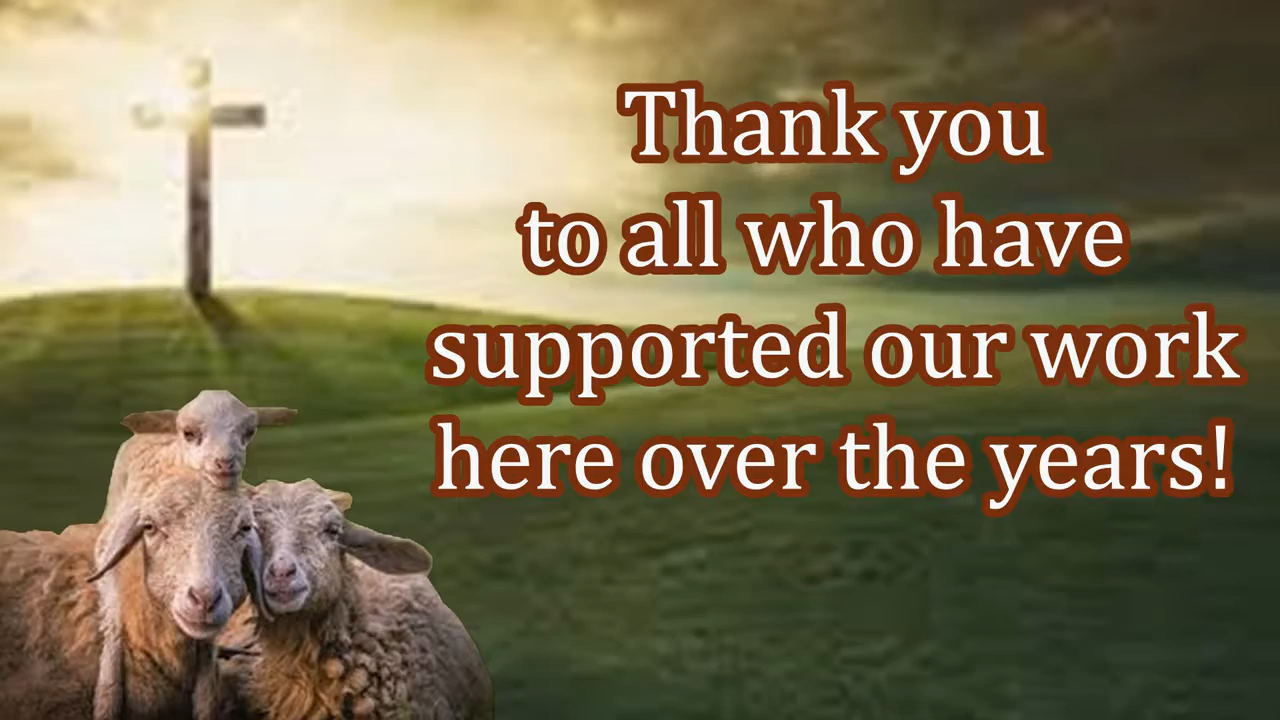 Thank you
to all who have
supported our work
here over the years!